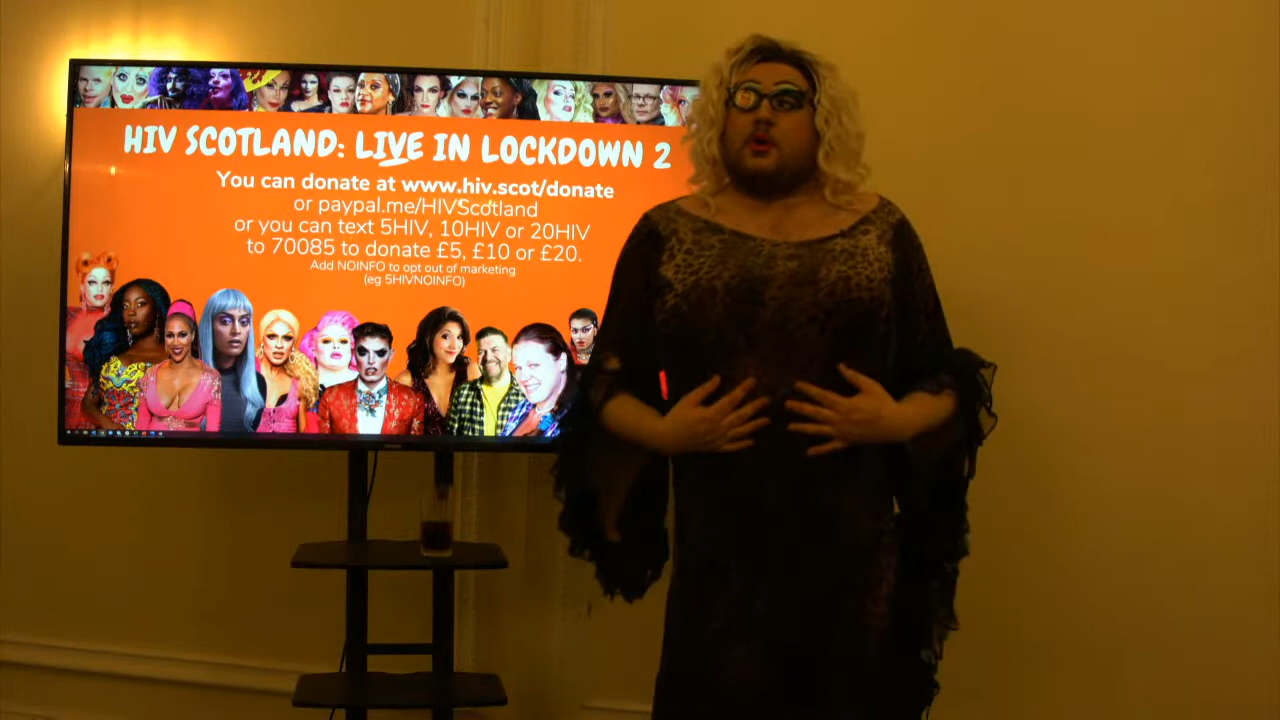 HIV SCOTLAND: LIVE IN LOCKDOWN 2
You can donate at www.hiv.scot/donate
or paypal.me/HIVScotland
or you can text 5HIV, 10HIV or 20HIV
to 70085 to donate £5, £10 or £20.
Add NOINFO to opt out of marketing
(eg 5HIVNOINFO)